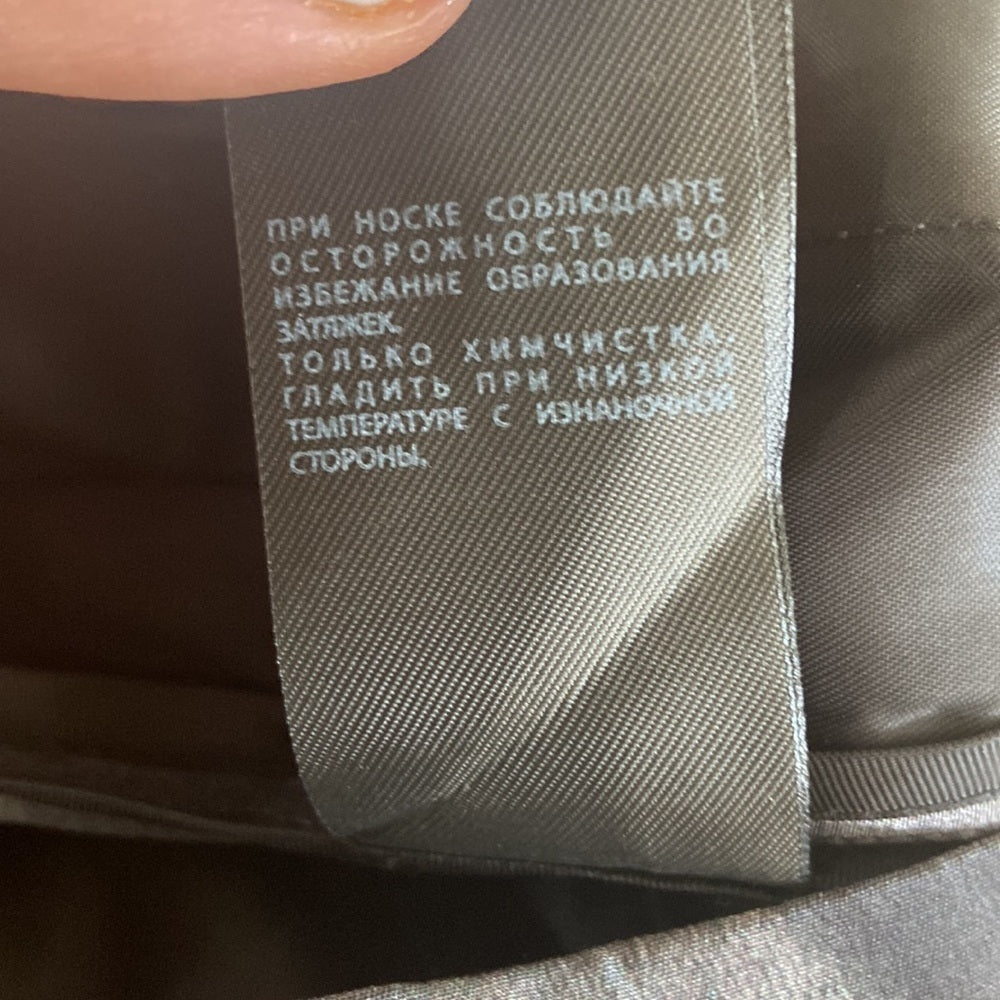 ПРИ НОСКЕ СОБЛЮДАЙТЕ
ОСТОРОЖНОСТЬ ВО
ИЗБЕЖАНИЕ ОБРАЗОВАНИЯ
ЗАТЯЖЕК.
ТОЛЬКО ХИМЧИСТКА.
ГЛАДИТЬ ПРИ НИЗКОЙ
ТЕМПЕРАТУРЕ С ИЗНАНОЧНОЙ
СТОРОНЫ.